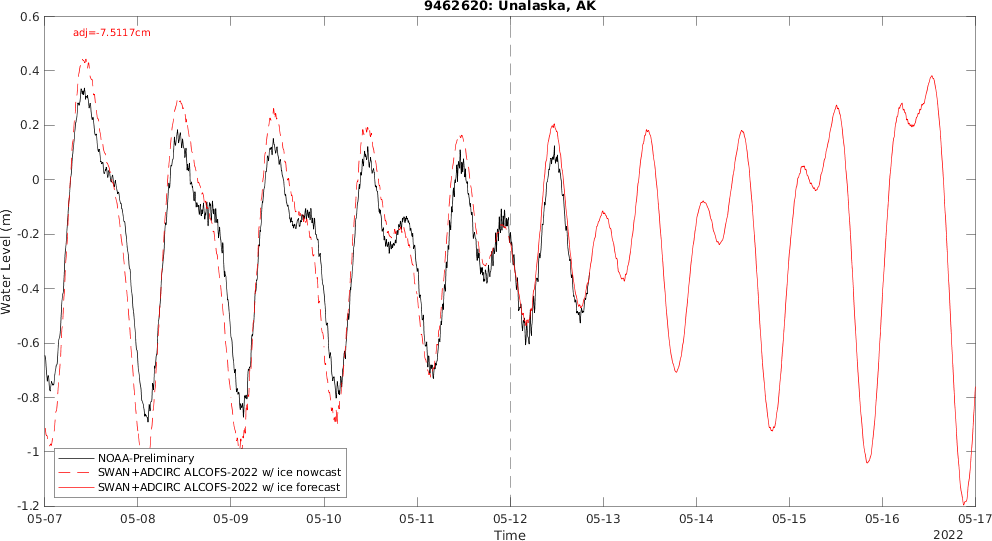 9462620: Unalaska, AK
adj=-7.5117cm
0.6
0.4
0.2
0
-0.2
-0.4
-0.6
-0.8
-1
-1.2
Water Level (m)
NOAA-Preliminary
SWAN+ADCIRC ALCOFS-2022 w/ ice nowcast
SWAN+ADCIRC ALCOFS-2022 w/ ice forecast
05-07 05-08 05-09 05-10 05-11 05-12 05-13 05-14 05-15 05-16 05-17
Time
2022